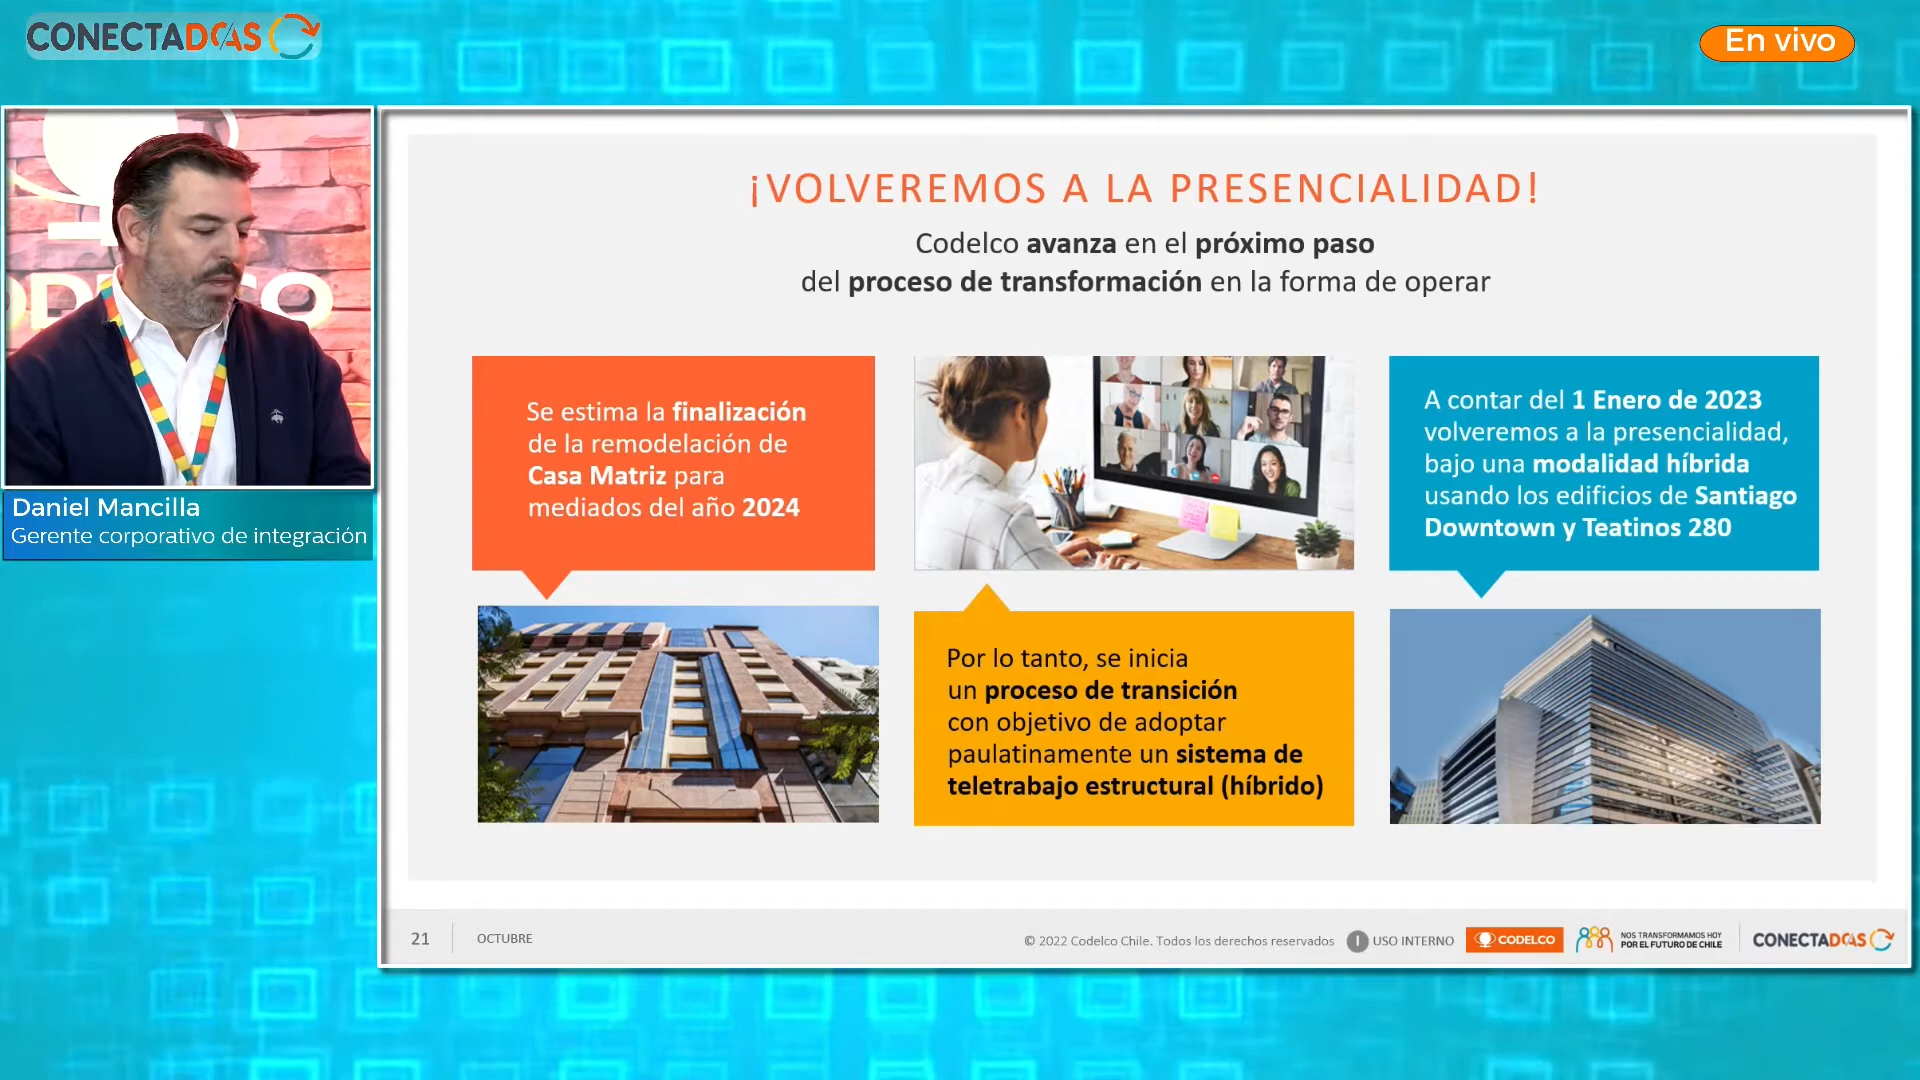 CONECTADOAS
En vivo
Daniel Mancilla
Gerente corporativo de integración
¡VOLVEREMOS A LA PRESENCIALIDAD!
Codelco avanza en el próximo paso
del proceso de transformación en la forma de operar
Se estima la finalización
de la remodelación de
Casa Matriz para
mediados del año 2024
Por lo tanto, se inicia
un proceso de transición
con objetivo de adoptar
paulatinamente un sistema de
teletrabajo estructural (híbrido)
A contar del 1 Enero de 2023
volveremos a la presencialidad,
bajo una modalidad híbrida
usando los edificios de Santiago
Downtown y Teatinos 280
21
OCTUBRE
© 2022 Codelco Chile. Todos los derechos reservados
I USO INTERNO
CODELCO
NOS TRANSFORMAMOS HOY
POR EL FUTURO DE CHILE
CONECTADOAS